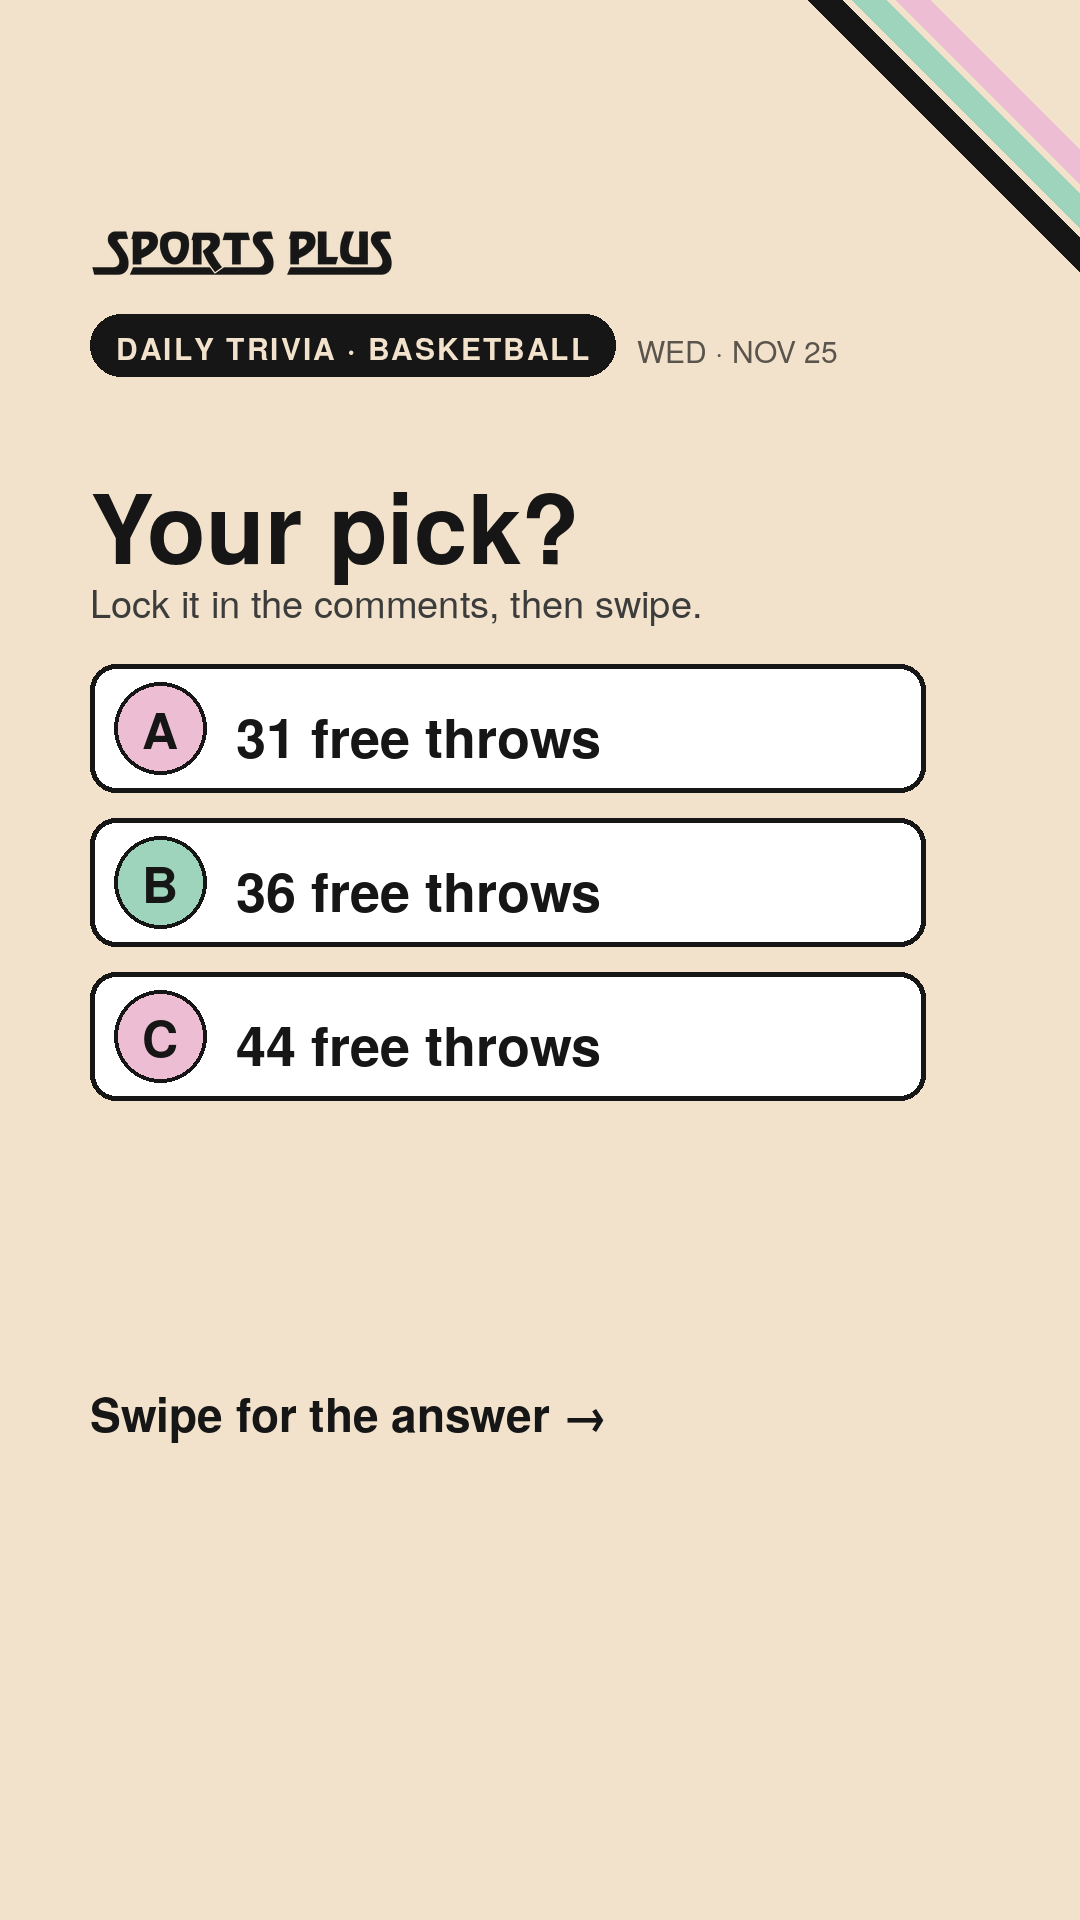 SPORTS PLUS
DAILY TRIVIA · BASKETBALL WED · NOV 25
Your pick?
Lock it in the comments, then swipe.
A 31 free throws
B 36 free throws
C 44 free throws
Swipe for the answer →